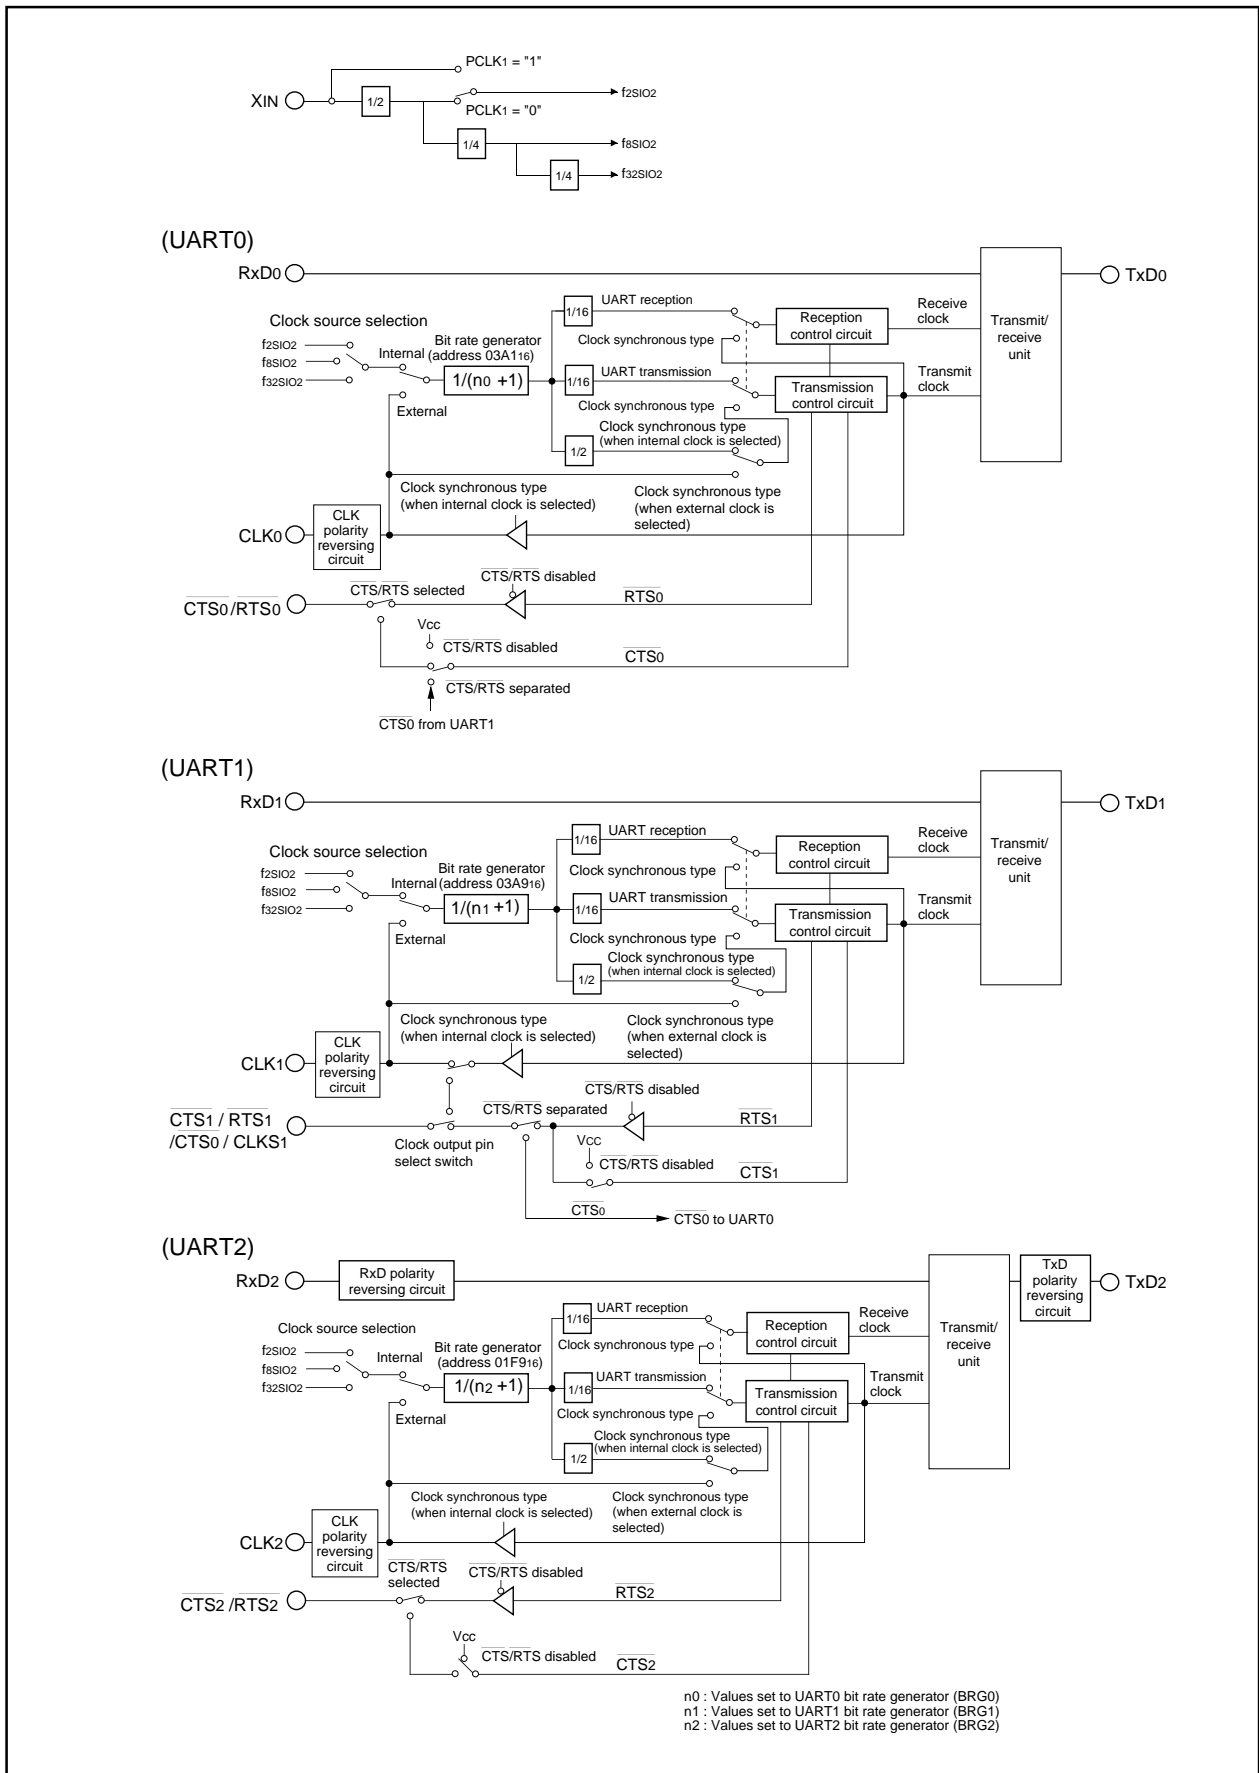 PCLK1 = "1"
XIN
1/2
f2SIO2
PCLK1 = "0"
1/4
f8SIO2
1/4
f32SIO2
(UART0)
RxD0
TxD0
Clock source selection
f2SIO2
f8SIO2
f32SIO2
Internal
External
Bit rate generator
(address 03A116)
1/(n0 +1)
1/16
UART reception
Clock synchronous type
1/16
UART transmission
Clock synchronous type
Clock synchronous type
(when internal clock is selected)
1/2
Reception
control circuit
Transmission
control circuit
Receive
clock
Transmit
clock
Transmit/
receive
unit
Clock synchronous type
(when internal clock is selected)
Clock synchronous type
(when external clock is
selected)
CLK0
CLK
polarity
reversing
circuit
CTS0 /RTS0
CTS/RTS selected
CTS/RTS disabled
RTS0
Vcc
CTS/RTS disabled
CTS0
CTS/RTS separated
CTS0 from UART1
(UART1)
RxD1
TxD1
Clock source selection
f2SIO2
f8SIO2
f32SIO2
Internal
External
Bit rate generator
(address 03A916)
1/(n1 +1)
1/16
UART reception
Clock synchronous type
1/16
UART transmission
Clock synchronous type
Clock synchronous type
(when internal clock is selected)
1/2
Reception
control circuit
Transmission
control circuit
Receive
clock
Transmit
clock
Transmit/
receive
unit
Clock synchronous type
(when internal clock is selected)
Clock synchronous type
(when external clock is
selected)
CLK1
CLK
polarity
reversing
circuit
CTS1 / RTS1
/CTS0 / CLKS1
Clock output pin
select switch
CTS/RTS separated
CTS/RTS disabled
RTS1
VCC
CTS/RTS disabled
CTS1
CTS0
CTS0 to UART0
(UART2)
RxD2
RxD polarity
reversing circuit
TxD
polarity
reversing
circuit
TxD2
Clock source selection
f2SIO2
f8SIO2
f32SIO2
Internal
External
Bit rate generator
(address 01F916)
1/(n2 +1)
1/16
UART reception
Clock synchronous type
1/16
UART transmission
Clock synchronous type
Clock synchronous type
(when internal clock is selected)
1/2
Reception
control circuit
Transmission
control circuit
Receive
clock
Transmit
clock
Transmit/
receive
unit
Clock synchronous type
(when internal clock is selected)
Clock synchronous type
(when external clock is
selected)
CLK2
CLK
polarity
reversing
circuit
CTS2 /RTS2
CTS/RTS
selected
CTS/RTS disabled
RTS2
Vcc
CTS/RTS disabled
CTS2
n0 : Values set to UART0 bit rate generator (BRG0)
n1 : Values set to UART1 bit rate generator (BRG1)
n2 : Values set to UART2 bit rate generator (BRG2)